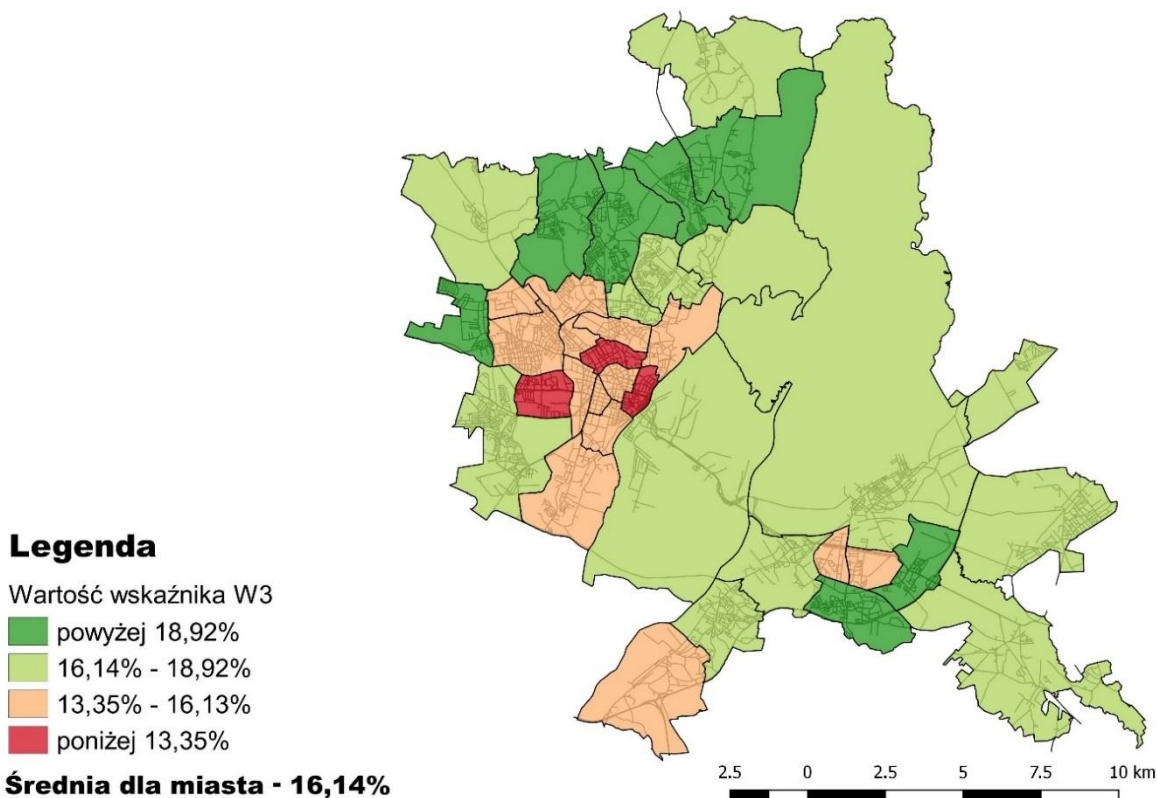 Legenda
Wartość wskaźnika W3
powyżej 18,92%
16,14% - 18,92%
13,35% - 16,13%
poniżej 13,35%
Średnia dla miasta - 16,14%
2.5 0 2.5 5 7.5 10 km